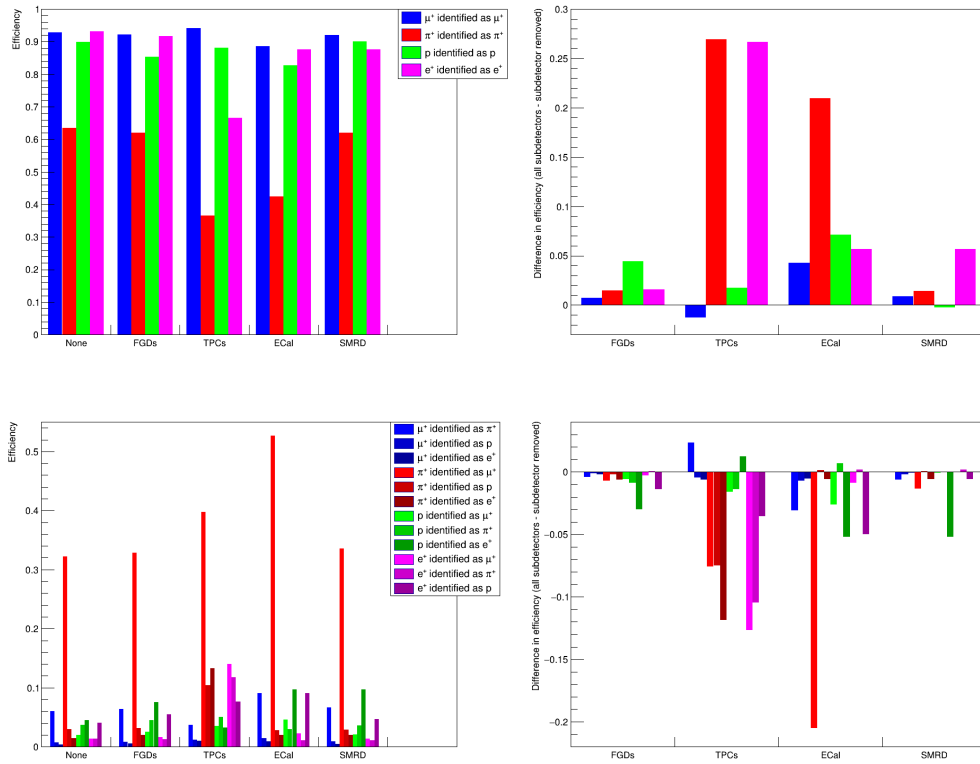 Efficiency
1
0.9
0.8
0.7
0.6
0.5
0.4
0.3
0.2
0.1
0
None FGDs TPCs ECal SMRD
μ⁺ identified as μ⁺
π⁺ identified as π⁺
p identified as p
e⁺ identified as e⁺
Difference in efficiency (all subdetectors - subdetector removed)
0.3
0.25
0.2
0.15
0.1
0.05
0
FGDs TPCs ECal SMRD
Efficiency
0.5
0.4
0.3
0.2
0.1
0
None FGDs TPCs ECal SMRD
μ⁺ identified as π⁺
μ⁺ identified as p
μ⁺ identified as e⁺
π⁺ identified as μ⁺
π⁺ identified as p
π⁺ identified as e⁺
p identified as μ⁺
p identified as π⁺
p identified as e⁺
e⁺ identified as μ⁺
e⁺ identified as π⁺
e⁺ identified as p
Difference in efficiency (all subdetectors - subdetector removed)
0
−0.05
−0.1
−0.15
−0.2
FGDs TPCs ECal SMRD